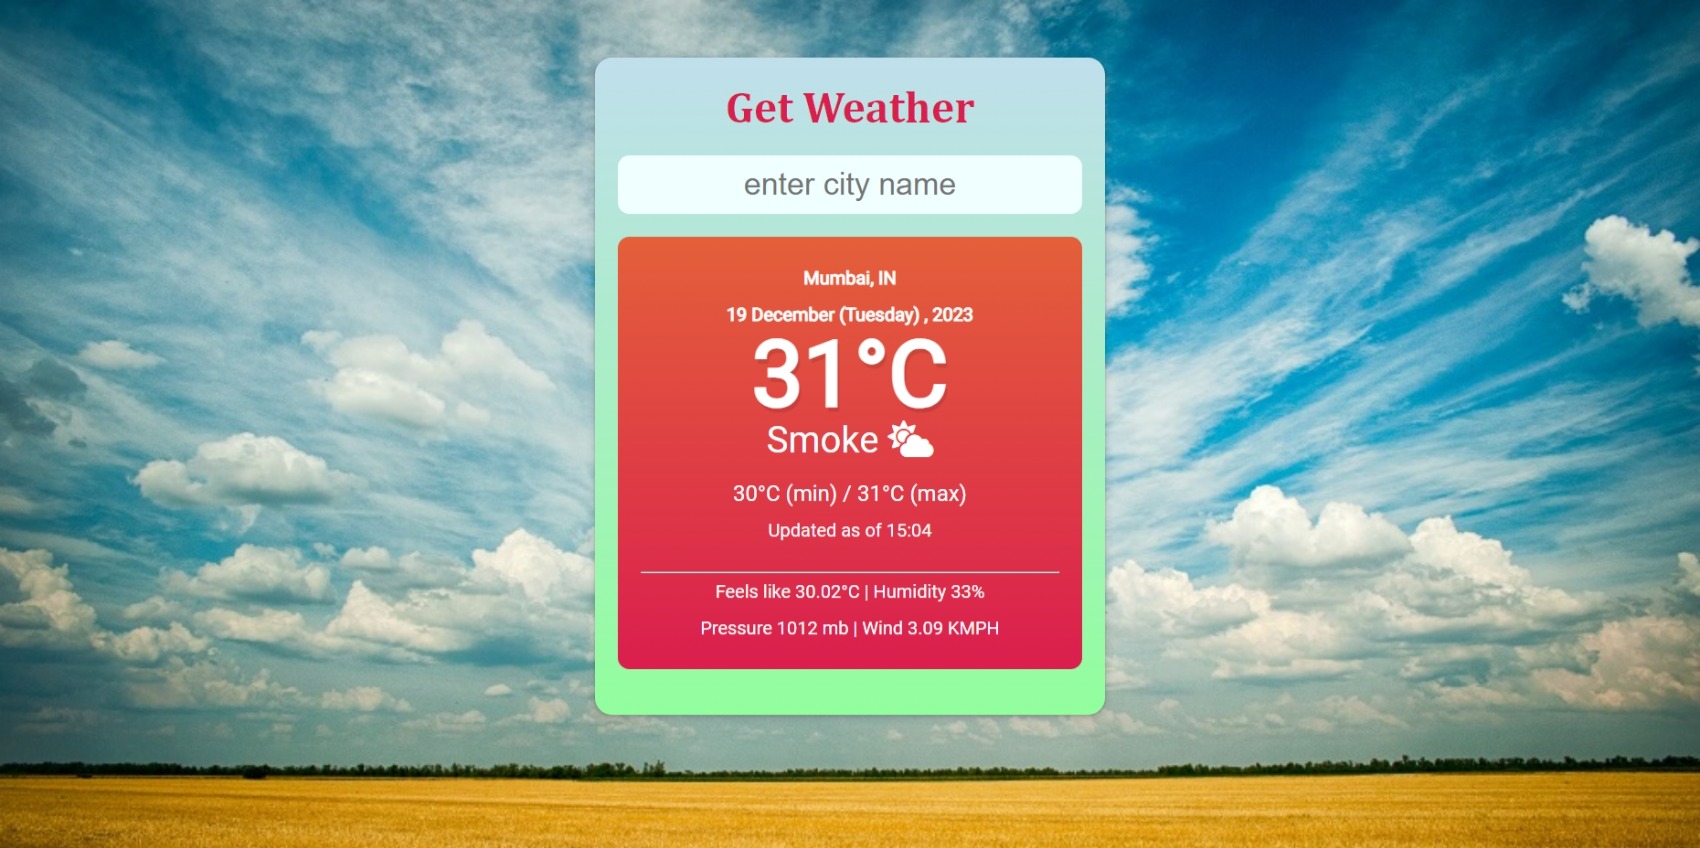 Get Weather
enter city name
Mumbai, IN
19 December (Tuesday) , 2023
31°C
Smoke
30°C (min) / 31°C (max)
Updated as of 15:04
Feels like 30.02°C | Humidity 33%
Pressure 1012 mb | Wind 3.09 KMPH